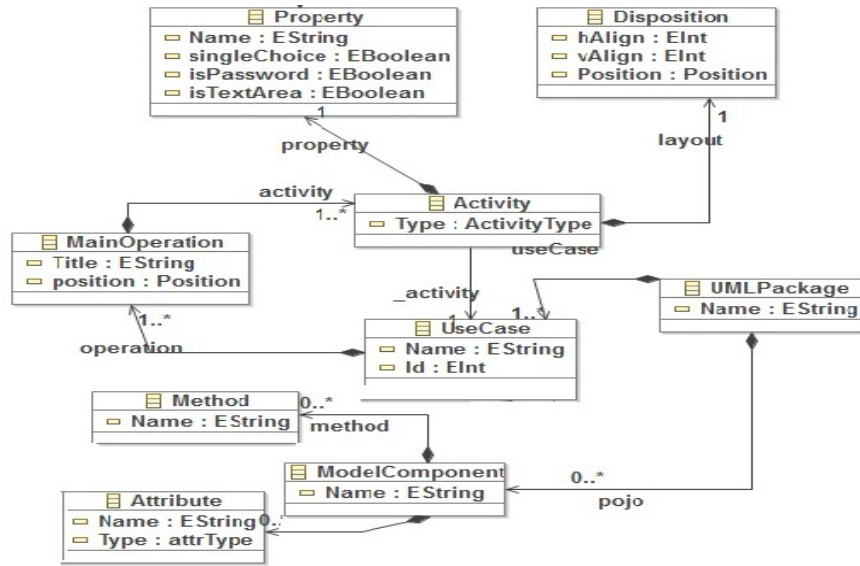 Property
Name : EString
singleChoice : EBoolean
isPassword : EBoolean
isTextArea : EBoolean
Disposition
hAlign : EInt
vAlign : EInt
Position : Position
1
property
1
layout
activity
1..*
Activity
Type : ActivityType
useCase
MainOperation
Title : EString
position : Position
_activity
1
1..*
UMLPackage
Name : EString
1..*
operation
UseCase
Name : EString
Id : EInt
Method
Name : EString
0..*
method
ModelComponent
Name : EString
0..*
pojo
Attribute
Name : EString
Type : attrType
0..